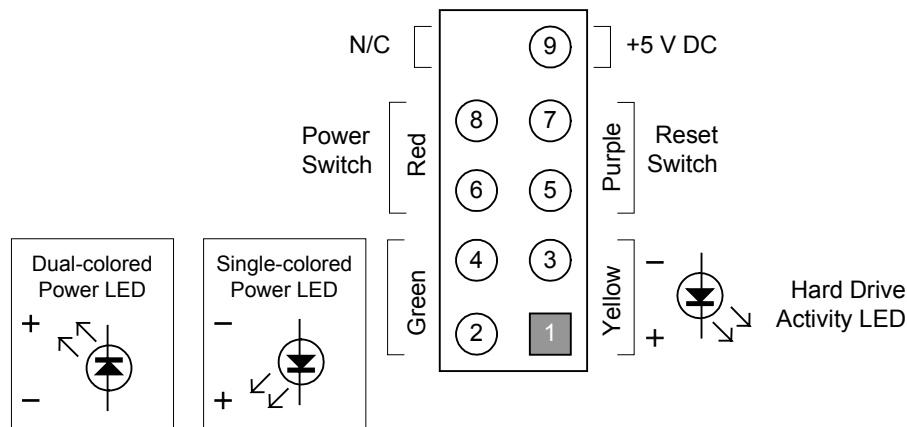 N/C
9
+5 V DC
8
7
Power
Switch
Red
Purple
Reset
Switch
6
5
Dual-colored
Power LED
+
−
Single-colored
Power LED
−
+
Green
4
3
2
1
Yellow
−
+
Hard Drive
Activity LED